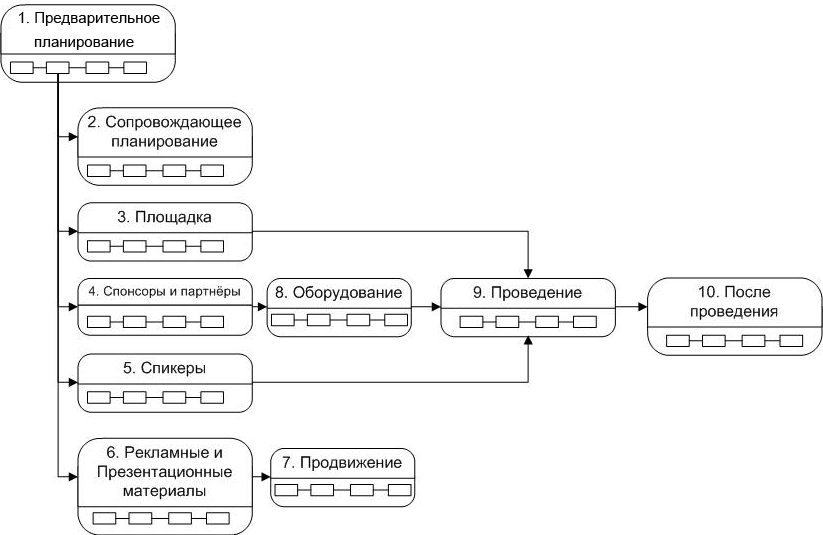 1. Предварительное
планирование
2. Сопровождающее
планирование
3. Площадка
4. Спонсоры и партнёры
8. Оборудование
9. Проведение
10. После
проведения
5. Спикеры
6. Рекламные и
Презентационные
материалы
7. Продвижение